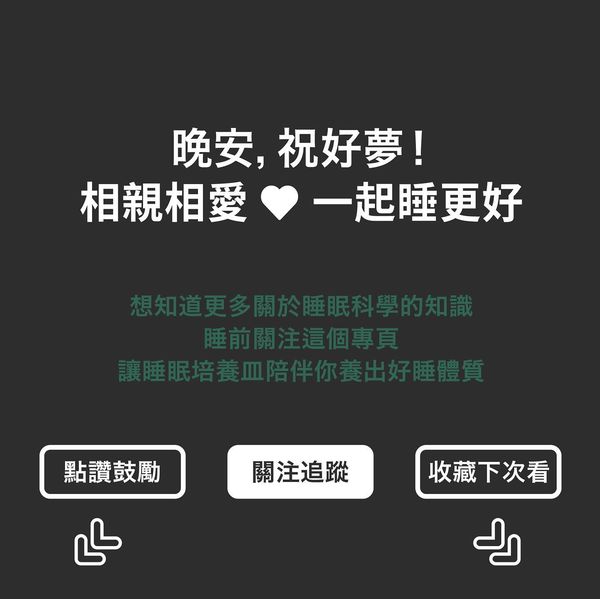 晚安, 祝好夢!
相親相愛 ♥ 一起睡更好
想知道更多關於睡眠科學的知識
睡前關注這個專頁
讓睡眠培養皿陪伴你養出好睡體質
點讚鼓勵
關注追蹤
收藏下次看